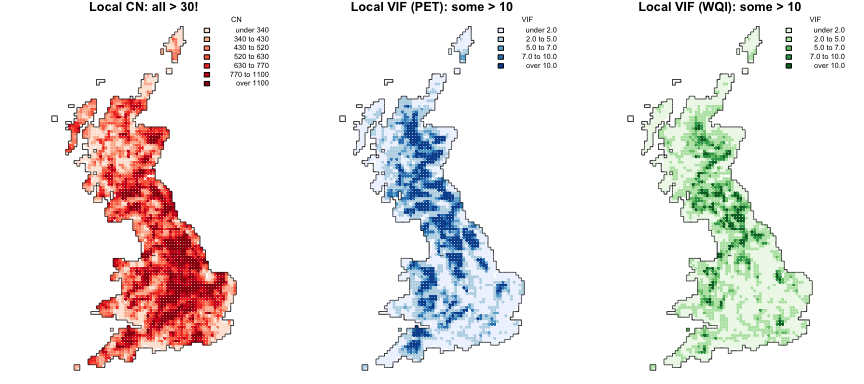 Local CN: all > 30!
CN
under 340
340 to 430
430 to 520
520 to 630
630 to 770
770 to 1100
over 1100
Local VIF (PET): some > 10
VIF
under 2.0
2.0 to 5.0
5.0 to 7.0
7.0 to 10.0
over 10.0
Local VIF (WQI): some > 10
VIF
under 2.0
2.0 to 5.0
5.0 to 7.0
7.0 to 10.0
over 10.0